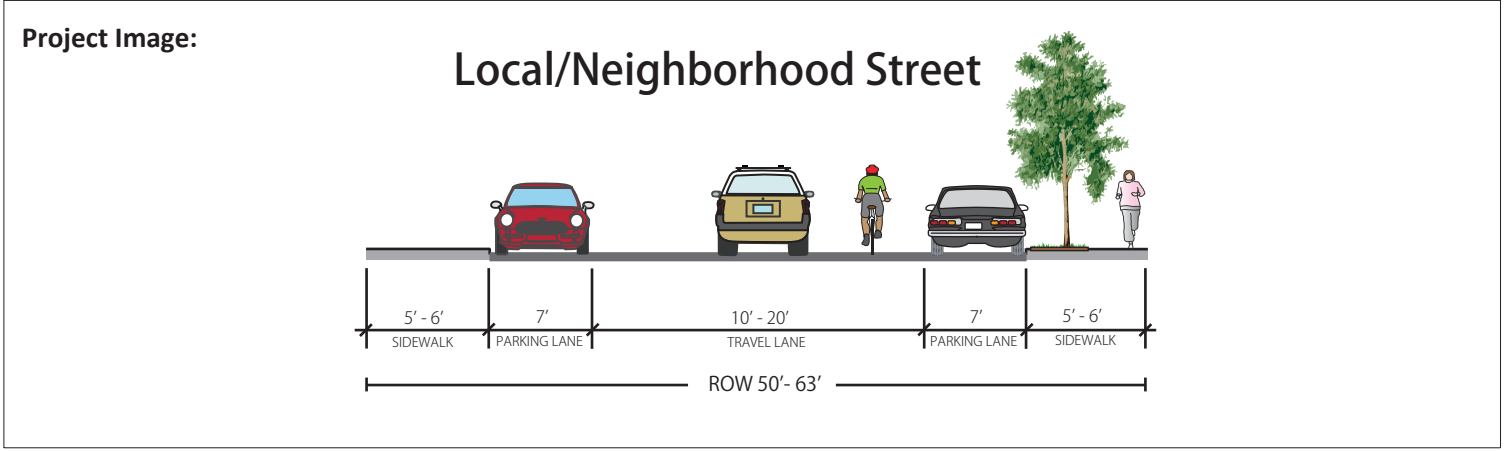 Project Image:
Local/Neighborhood Street
5’ - 6’
7’
10’ - 20’
7’
5’ - 6’
SIDEWALK
PARKING LANE
TRAVEL LANE
PARKING LANE
SIDEWALK
ROW 50’- 63’